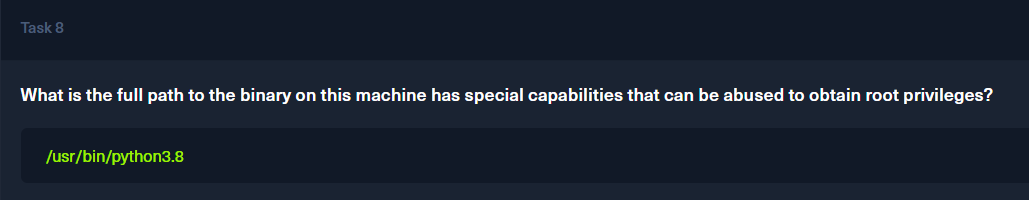 Task 8
What is the full path to the binary on this machine has special capabilities that can be abused to obtain root privileges?
/usr/bin/python3.8